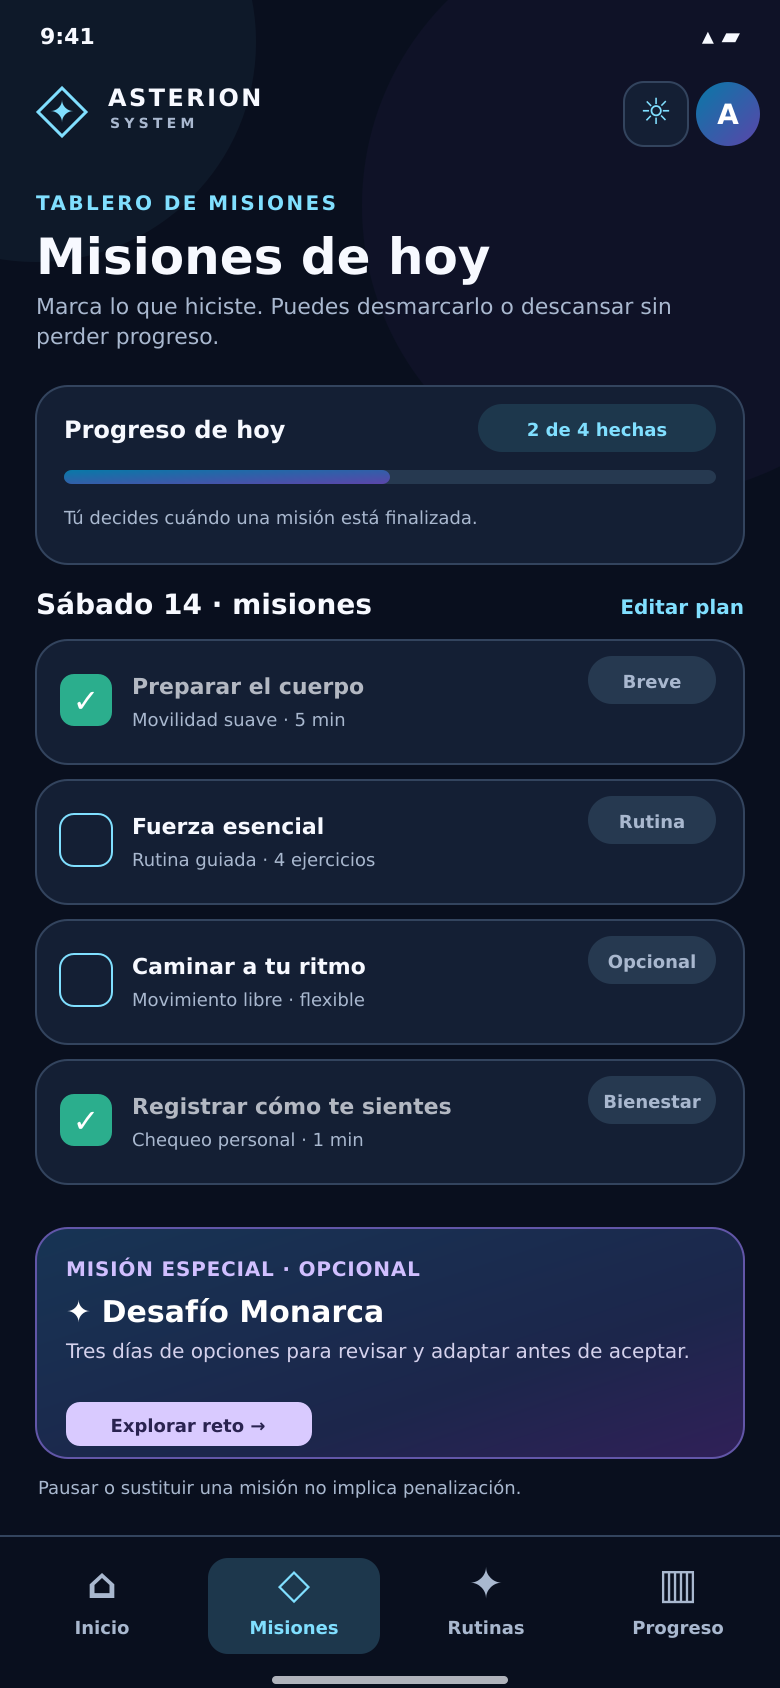 9:41
ASTERION
SYSTEM
A
TABLERO DE MISIONES
Misiones de hoy
Marca lo que hiciste. Puedes desmarcarlo o descansar sin
perder progreso.
Progreso de hoy
2 de 4 hechas
Tú decides cuándo una misión está finalizada.
Sábado 14 · misiones
Editar plan
Preparar el cuerpo
Breve
Movilidad suave · 5 min
Fuerza esencial
Rutina
Rutina guiada · 4 ejercicios
Caminar a tu ritmo
Opcional
Movimiento libre · flexible
Registrar cómo te sientes
Bienestar
Chequeo personal · 1 min
MISIÓN ESPECIAL · OPCIONAL
✦ Desafío Monarca
Tres días de opciones para revisar y adaptar antes de aceptar.
Explorar reto →
Pausar o sustituir una misión no implica penalización.
Inicio
Misiones
Rutinas
Progreso